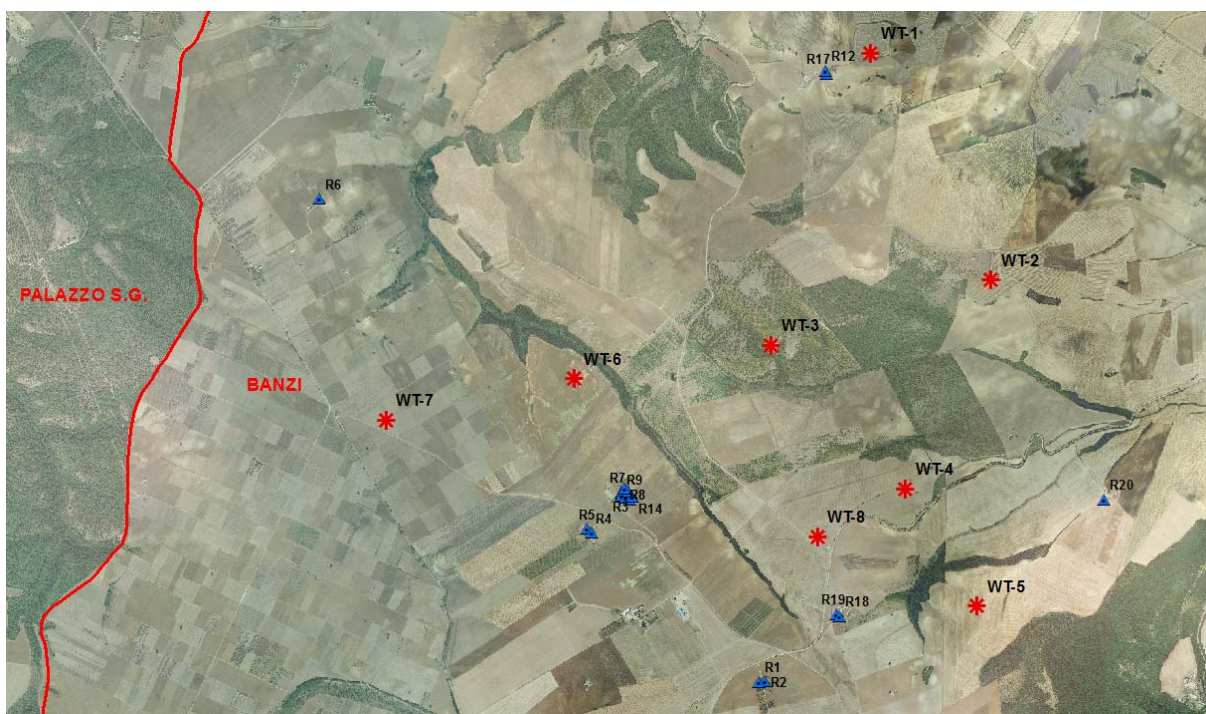 WT-1
R17 R12
R6
WT-2
PALAZZO S.G.
WT-3
WT-6
BANZI
WT-7
R7 R9
WT-4
R8
R20
R3 R14
R5 R4
WT-8
WT-5
R19 R18
R1
R2